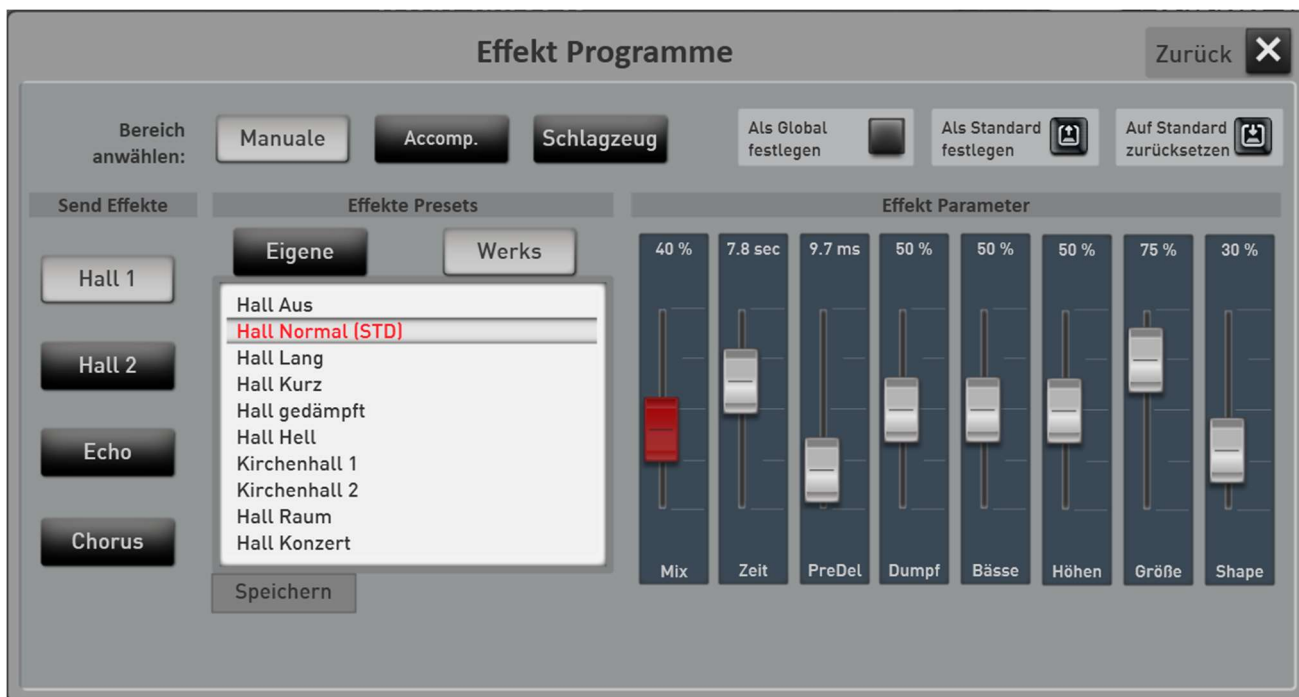 Effekt Programme
Zurück
Bereich
anwählen:
Manuale
Accomp.
Schlagzeug
Als Global
festlegen
Als Standard
festlegen
Auf Standard
zurücksetzen
Send Effekte
Effekte Presets
Effekt Parameter
Hall 1
Hall 2
Echo
Chorus
Eigene
Werks
Hall Aus
Hall Normal (STD)
Hall Lang
Hall Kurz
Hall gedämpft
Hall Hell
Kirchenhall 1
Kirchenhall 2
Hall Raum
Hall Konzert
Speichern
40 % 7.8 sec 9.7 ms 50 % 50 % 50 % 75 % 30 %
Mix Zeit PreDel Dumpf Bässe Höhen Größe Shape